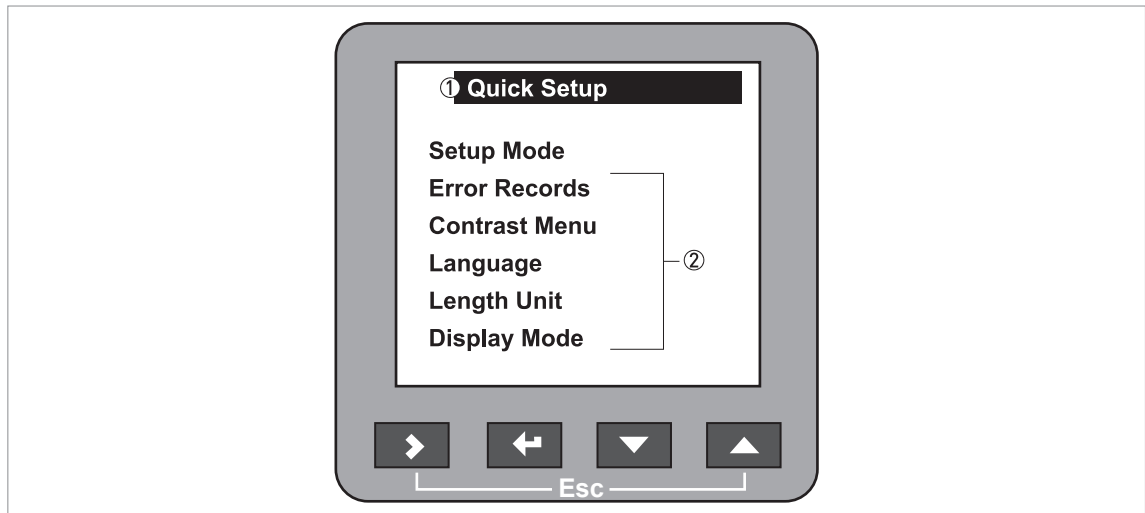 ① Quick Setup
Setup Mode
Error Records
Contrast Menu
Language
②
Length Unit
Display Mode
Esc